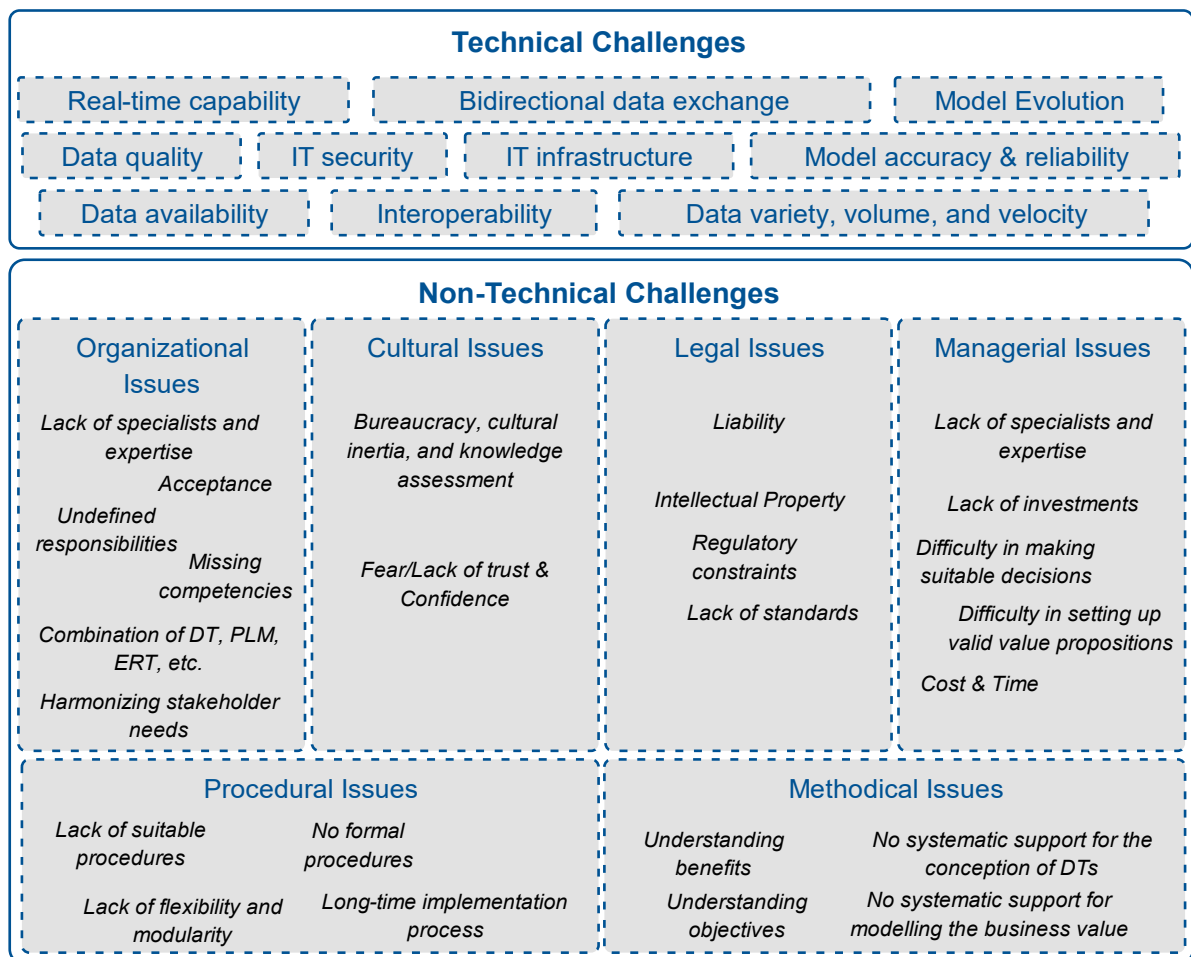 Technical Challenges
Real-time capability
Bidirectional data exchange
Model Evolution
Data quality
IT security
IT infrastructure
Model accuracy & reliability
Data availability
Interoperability
Data variety, volume, and velocity
Non-Technical Challenges
Organizational
Issues
Lack of specialists and
expertise
Acceptance
Undefined
responsibilities
Missing
competencies
Combination of DT, PLM,
ERT, etc.
Harmonizing stakeholder
needs
Cultural Issues
Bureaucracy, cultural
inertia, and knowledge
assessment
Fear/Lack of trust &
Confidence
Legal Issues
Liability
Intellectual Property
Regulatory
constraints
Lack of standards
Managerial Issues
Lack of specialists and
expertise
Lack of investments
Difficulty in making
suitable decisions
Difficulty in setting up
valid value propositions
Cost & Time
Procedural Issues
Lack of suitable
procedures
No formal
procedures
Lack of flexibility and
modularity
Long-time implementation
process
Methodical Issues
Understanding
benefits
No systematic support for the
conception of DTs
Understanding
objectives
No systematic support for
modelling the business value